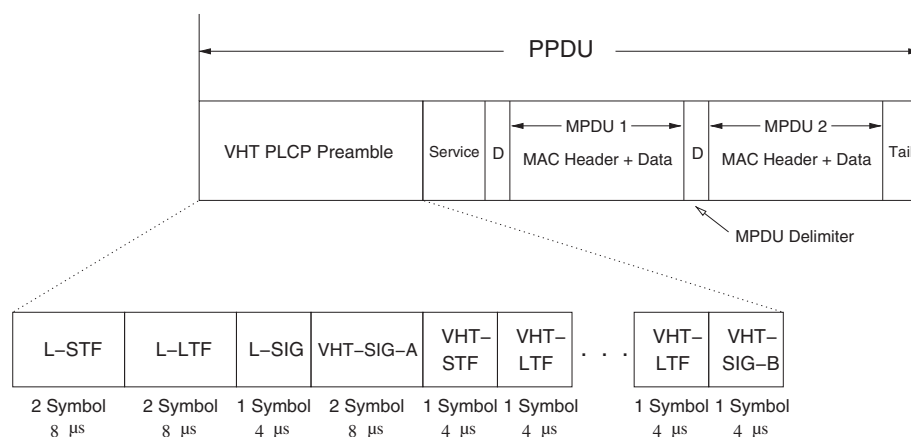 PPDU
VHT PLCP Preamble
Service
D
MPDU 1
MAC Header + Data
D
MPDU 2
MAC Header + Data
Tail
MPDU Delimiter
L–STF
L–LTF
L–SIG
VHT–SIG–A
VHT–
STF
VHT–
LTF
. . .
VHT–
LTF
VHT–
SIG–B
2 Symbol
8 μs
2 Symbol
8 μs
1 Symbol
4 μs
2 Symbol
8 μs
1 Symbol
4 μs
1 Symbol
4 μs
1 Symbol
4 μs
1 Symbol
4 μs